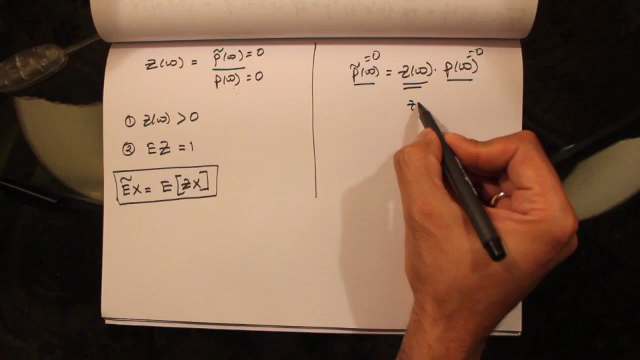 Z(ω) = p̃(ω) = 0 / p(ω) = 0
① Z(ω) > 0
② EZ = 1
ẼX = E[ZX]
p̃(ω) = 0 = Z(ω) · p(ω) = 0
Z